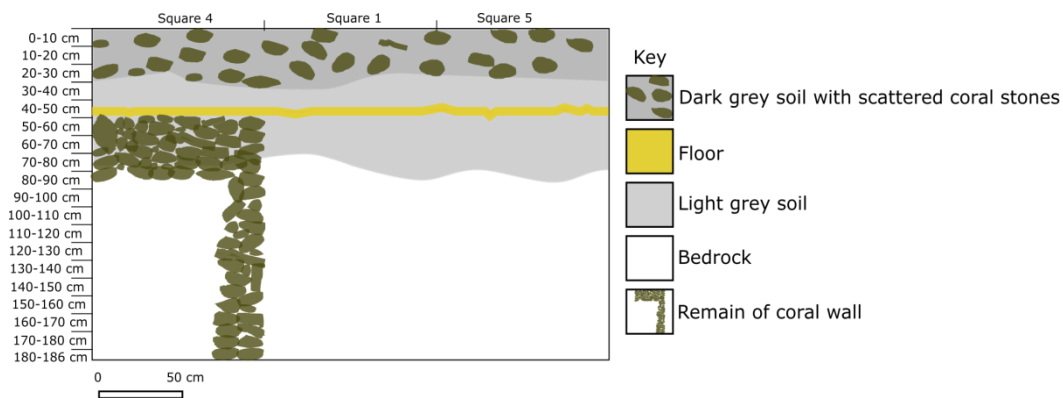 Square 4 Square 1 Square 5
0-10 cm
10-20 cm
20-30 cm
30-40 cm
40-50 cm
50-60 cm
60-70 cm
70-80 cm
80-90 cm
90-100 cm
100-110 cm
110-120 cm
120-130 cm
130-140 cm
140-150 cm
150-160 cm
160-170 cm
170-180 cm
180-186 cm
0 50 cm
Key
Dark grey soil with scattered coral stones
Floor
Light grey soil
Bedrock
Remain of coral wall